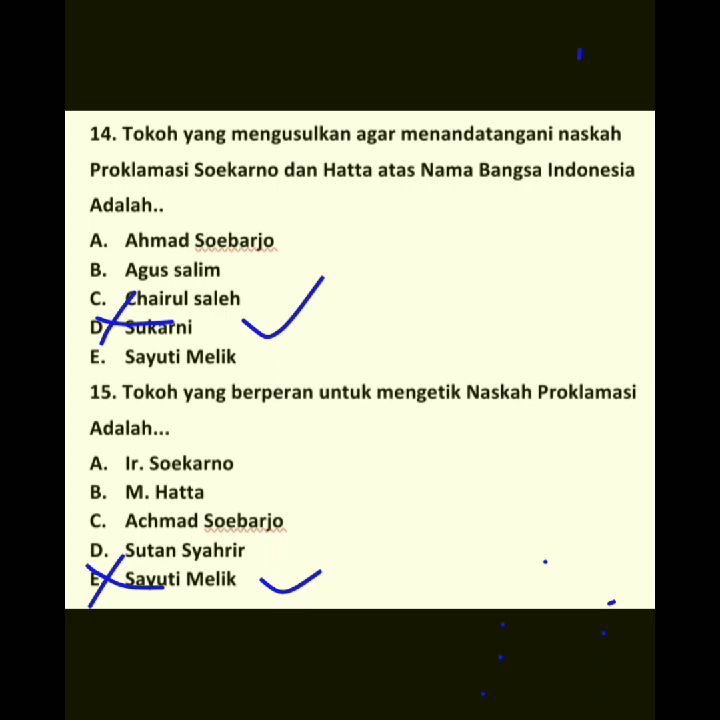 14. Tokoh yang mengusulkan agar menandatangani naskah
Proklamasi Soekarno dan Hatta atas Nama Bangsa Indonesia
Adalah..
A. Ahmad Soebarjo
B. Agus salim
C. Chairul saleh
D. Sukarni
E. Sayuti Melik
15. Tokoh yang berperan untuk mengetik Naskah Proklamasi
Adalah...
A. Ir. Soekarno
B. M. Hatta
C. Achmad Soebarjo
D. Sutan Syahrir
E. Sayuti Melik